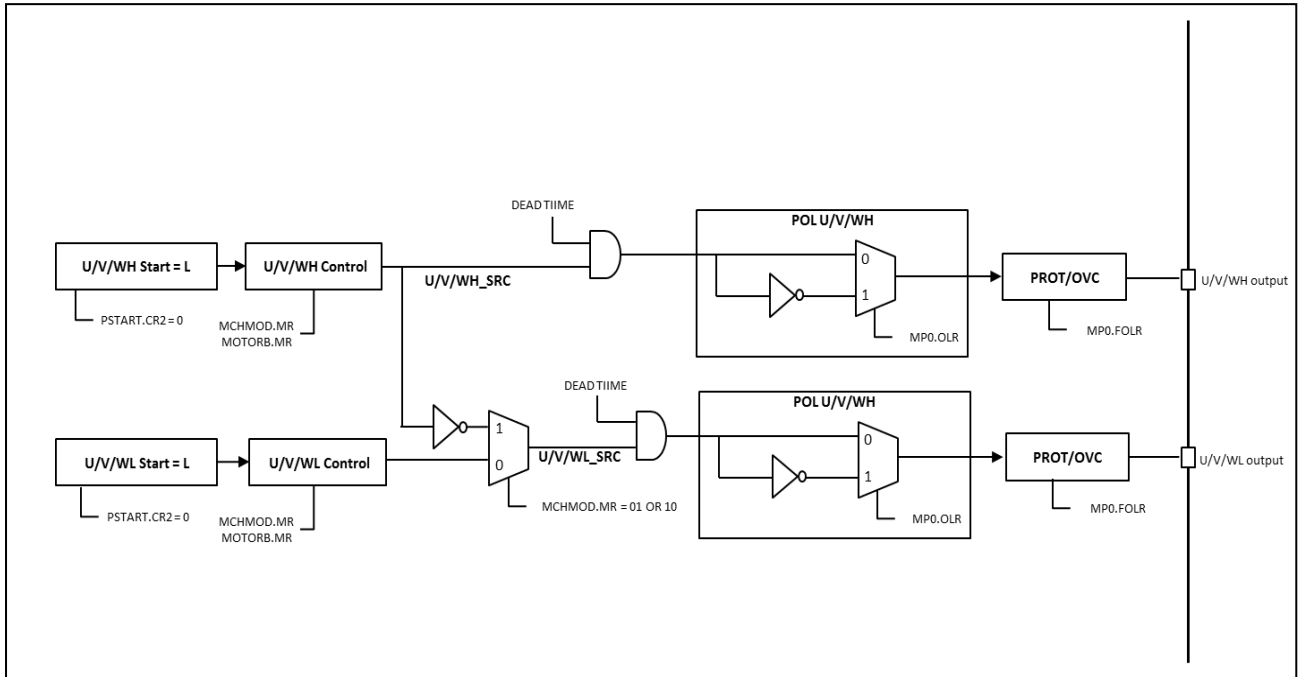 DEAD TIIME
POL U/V/WH
U/V/WH Start = L
U/V/WH Control
U/V/WH_SRC
0
1
PROT/OVC
U/V/WH output
PSTART.CR2 = 0
MCHMOD.MR
MOTORB.MR
MP0.OLR
MP0.FOLR
DEAD TIIME
POL U/V/WH
U/V/WL Start = L
U/V/WL Control
1
0
U/V/WL_SRC
0
1
PROT/OVC
U/V/WL output
PSTART.CR2 = 0
MCHMOD.MR
MOTORB.MR
MCHMOD.MR = 01 OR 10
MP0.OLR
MP0.FOLR